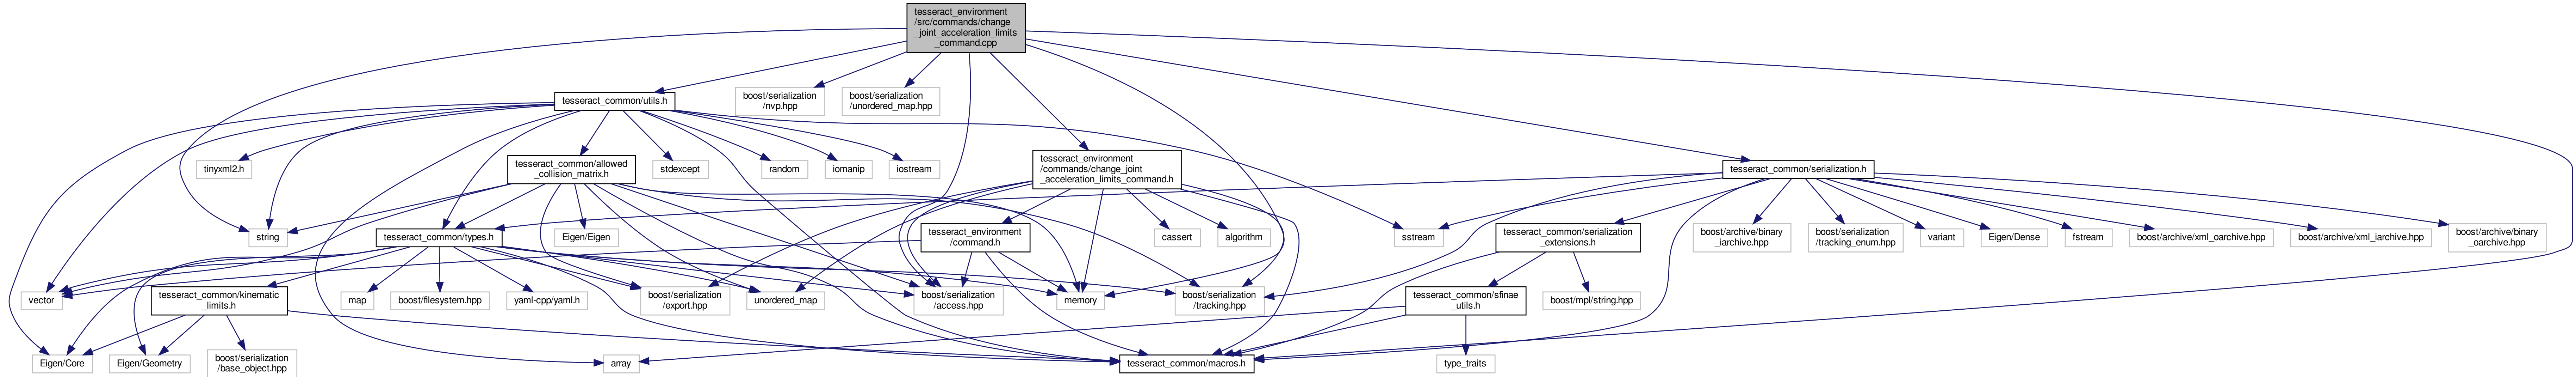 tesseract_environment
/src/commands/change
_joint_acceleration_limits
_command.cpp
tesseract_common/utils.h
boost/serialization
/nvp.hpp
boost/serialization
/unordered_map.hpp
tinyxml2.h
tesseract_common/allowed
_collision_matrix.h
stdexcept
random
iomanip
iostream
tesseract_environment
/commands/change_joint
_acceleration_limits_command.h
tesseract_common/serialization.h
string
tesseract_common/types.h
Eigen/Eigen
tesseract_environment
/command.h
cassert
algorithm
sstream
tesseract_common/serialization
_extensions.h
boost/archive/binary
_iarchive.hpp
boost/serialization
/tracking_enum.hpp
variant
Eigen/Dense
fstream
boost/archive/xml_oarchive.hpp
boost/archive/xml_iarchive.hpp
boost/archive/binary
_oarchive.hpp
vector
tesseract_common/kinematic
_limits.h
map
boost/filesystem.hpp
yaml-cpp/yaml.h
boost/serialization
/export.hpp
unordered_map
boost/serialization
/access.hpp
memory
boost/serialization
/tracking.hpp
tesseract_common/sfinae
_utils.h
boost/mpl/string.hpp
Eigen/Core
Eigen/Geometry
boost/serialization
/base_object.hpp
array
tesseract_common/macros.h
type_traits